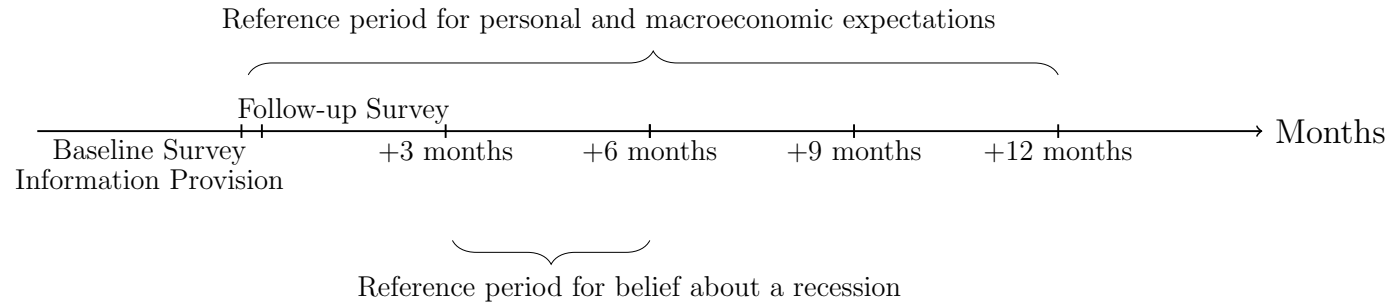 Reference period for personal and macroeconomic expectations
Follow-up Survey
Months
Baseline Survey
Information Provision
+3 months
+6 months
+9 months
+12 months
Reference period for belief about a recession